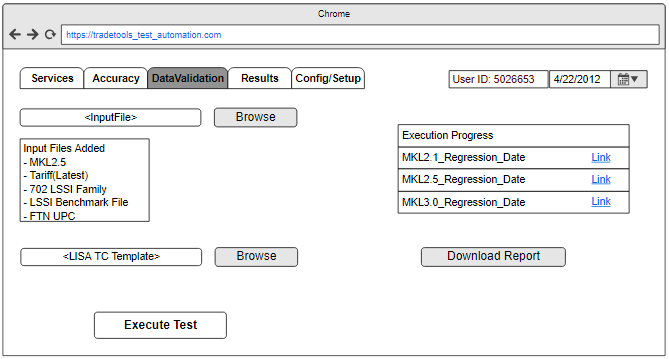 Chrome
https://tradetools_test_automation.com
Services
Accuracy
DataValidation
Results
Config/Setup
User ID: 5026653
4/22/2012
<InputFile>
Browse
Input Files Added
- MKL2.5
- Tariff(Latest)
- 702 LSSI Family
- LSSI Benchmark File
- FTN UPC
Execution Progress
MKL2.1_Regression_Date Link
MKL2.5_Regression_Date Link
MKL3.0_Regression_Date Link
<LISA TC Template>
Browse
Download Report
Execute Test